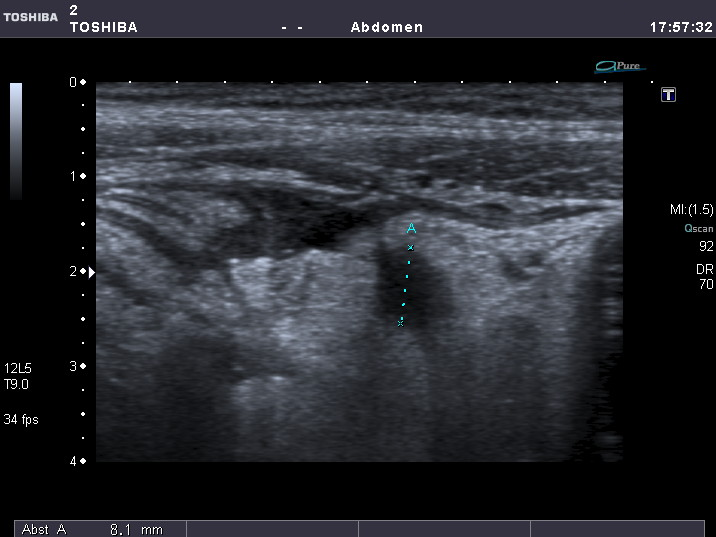 TOSHIBA
2
TOSHIBA - - Abdomen 17:57:32
APure
T
0
1
2
3
4
A
MI:(1.5)
Qscan
92
DR
70
12L5
T9.0
34 fps
Abst A 8.1 mm